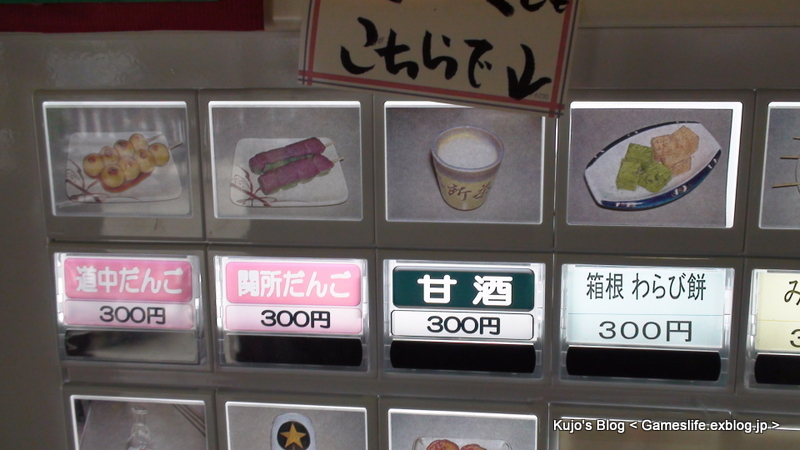 こちらで↓
道中だんご
300円
関所だんご
300円
甘酒
300円
箱根 わらび餅
300円
み
Kujo's Blog < Gameslife.exblog.jp >